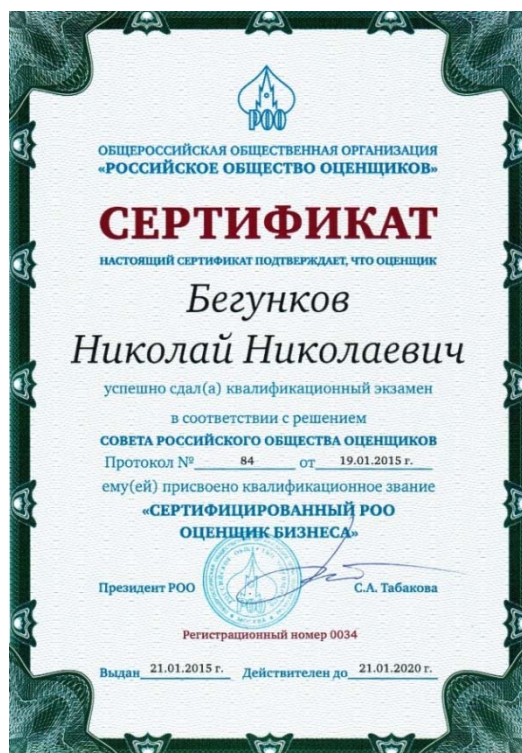 РОО
ОБЩЕРОССИЙСКАЯ ОБЩЕСТВЕННАЯ ОРГАНИЗАЦИЯ
«РОССИЙСКОЕ ОБЩЕСТВО ОЦЕНЩИКОВ»
СЕРТИФИКАТ
НАСТОЯЩИЙ СЕРТИФИКАТ ПОДТВЕРЖДАЕТ, ЧТО ОЦЕНЩИК
Бегунков
Николай Николаевич
успешно сдал(а) квалификационный экзамен
в соответствии с решением
СОВЕТА РОССИЙСКОГО ОБЩЕСТВА ОЦЕНЩИКОВ
Протокол № 84 от 19.01.2015 г.
ему(ей) присвоено квалификационное звание
«СЕРТИФИЦИРОВАННЫЙ РОО
ОЦЕНЩИК БИЗНЕСА»
Президент РОО С.А. Табакова
Регистрационный номер 0034
Выдан 21.01.2015 г. Действителен до 21.01.2020 г.